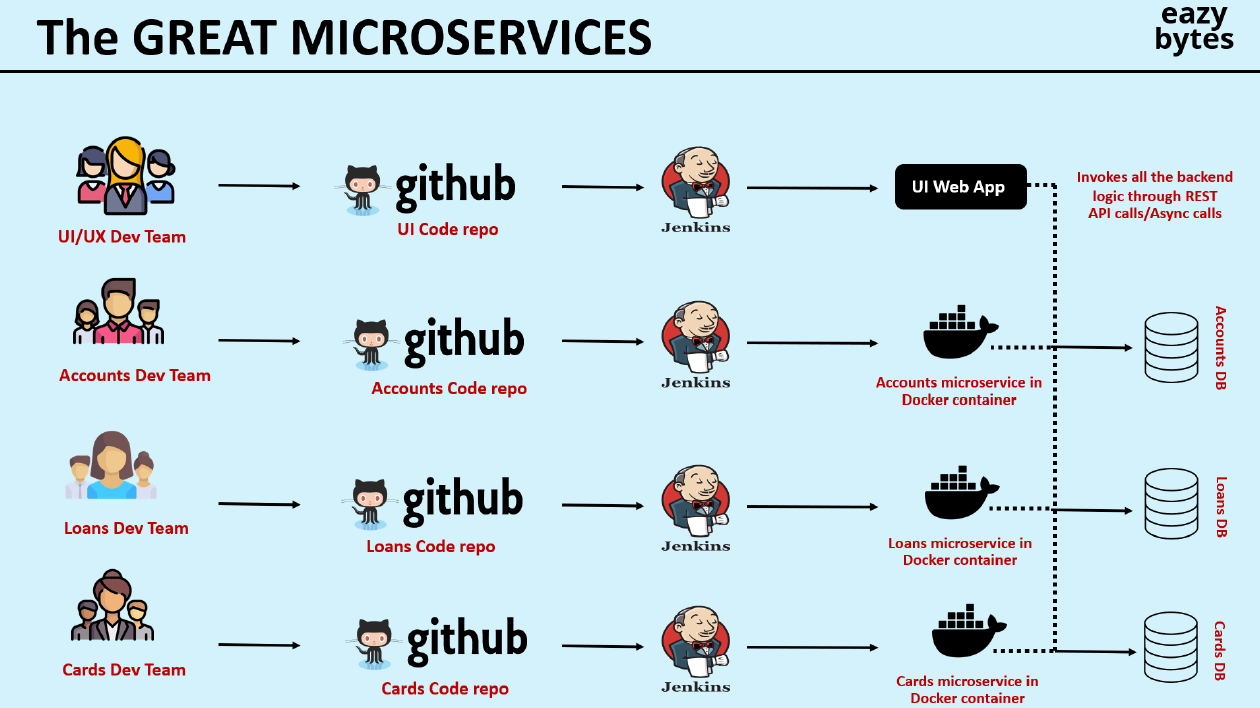 The GREAT MICROSERVICES
eazy
bytes
github
Jenkins
UI Web App
Invokes all the backend
logic through REST
API calls/Async calls
UI/UX Dev Team
UI Code repo
github
Jenkins
Accounts DB
Accounts Dev Team
Accounts Code repo
Accounts microservice in
Docker container
github
Jenkins
Loans DB
Loans Dev Team
Loans Code repo
Loans microservice in
Docker container
github
Jenkins
Cards DB
Cards Dev Team
Cards Code repo
Cards microservice in
Docker container